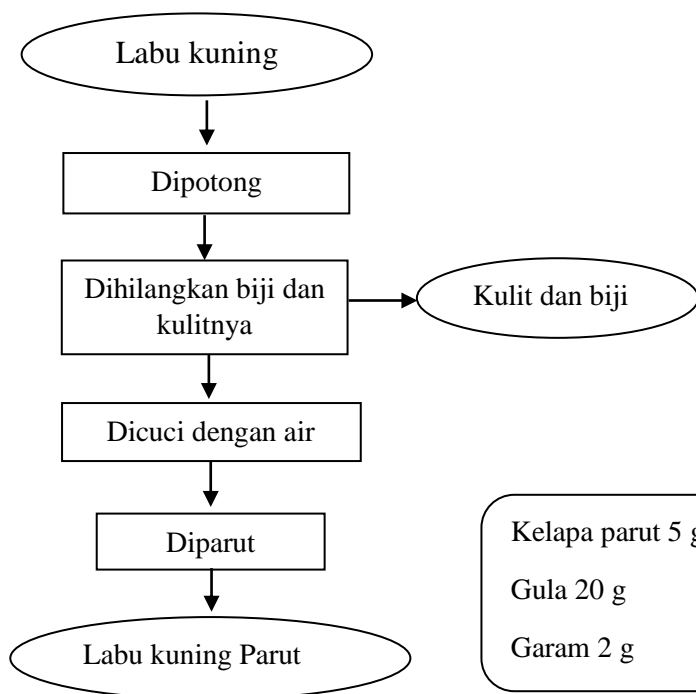 Labu kuning
Dipotong
Dihilangkan biji dan
kulitnya
Kulit dan biji
Dicuci dengan air
Diparut
Labu kuning Parut
Kelapa parut 5 g
Gula 20 g
Garam 2 g